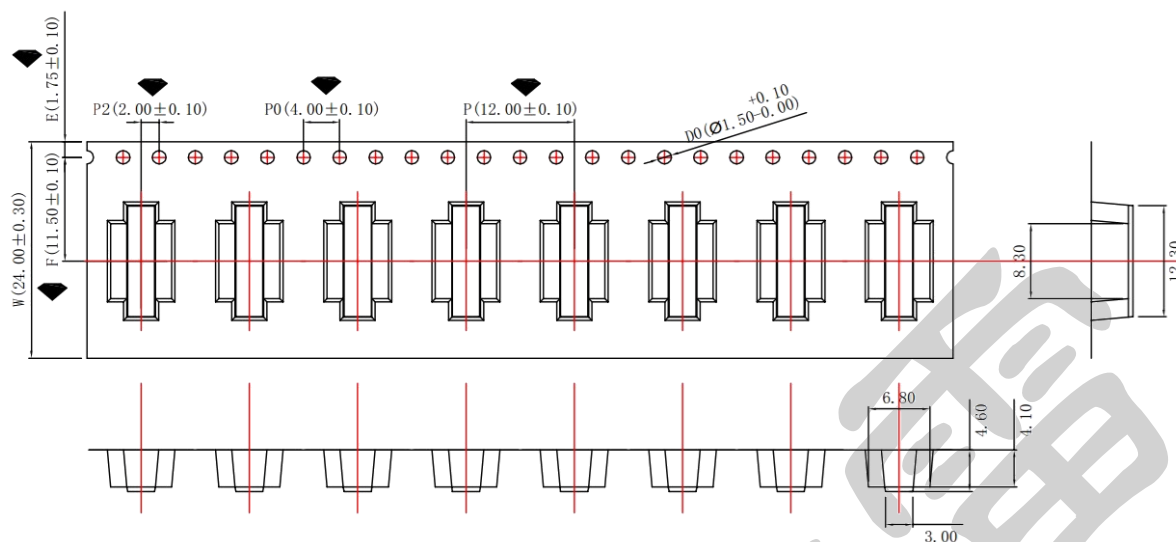 E(1.75±0.10)
P2(2.00±0.10)
P0(4.00±0.10)
P(12.00±0.10)
+0.10
D0(Ø1.50-0.00)
W(24.00±0.30)
F(11.50±0.10)
8.30
12.30
6.80
4.60
4.10
3.00